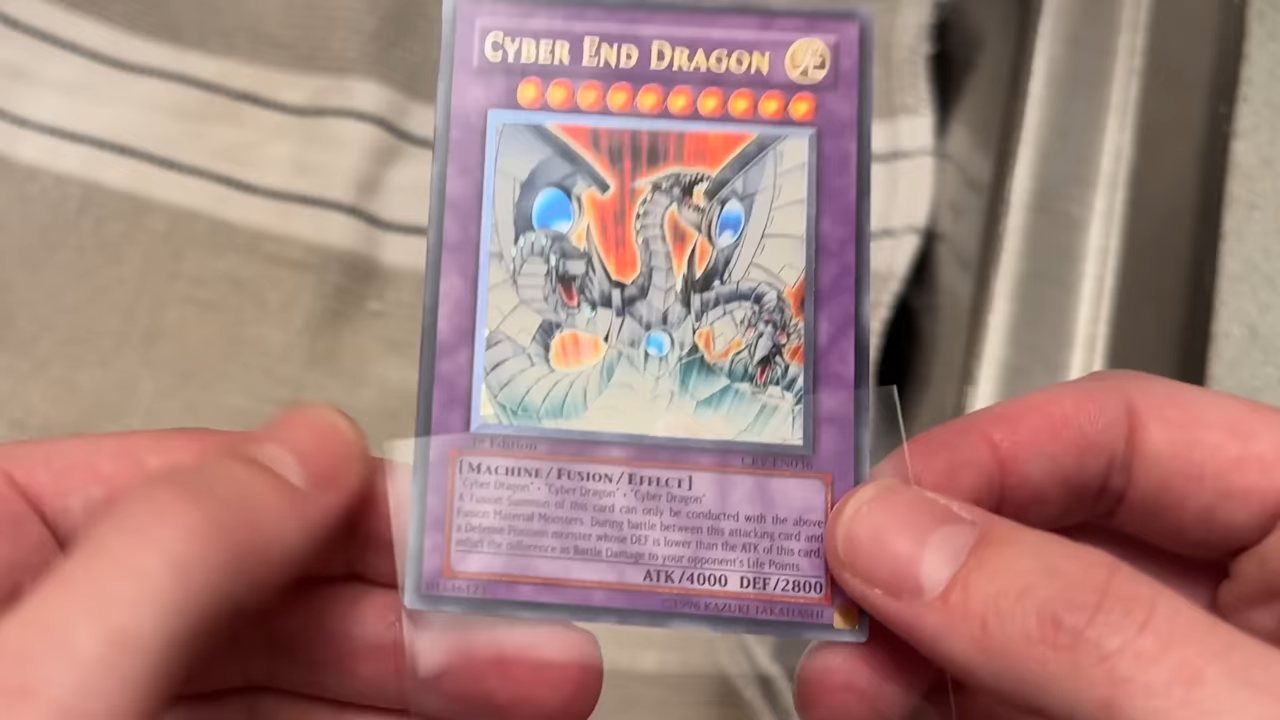 CYBER END DRAGON
1st Edition
CRV-EN036
[MACHINE/FUSION/EFFECT]
"Cyber Dragon" + "Cyber Dragon" + "Cyber Dragon"
A Fusion Summon of this card can only be conducted with the above
Fusion Material Monsters. During battle between this attacking card and
a Defense Position monster whose DEF is lower than the ATK of this card,
inflict the difference as Battle Damage to your opponent's Life Points.
ATK/4000 DEF/2800
©1996 KAZUKI TAKAHASHI